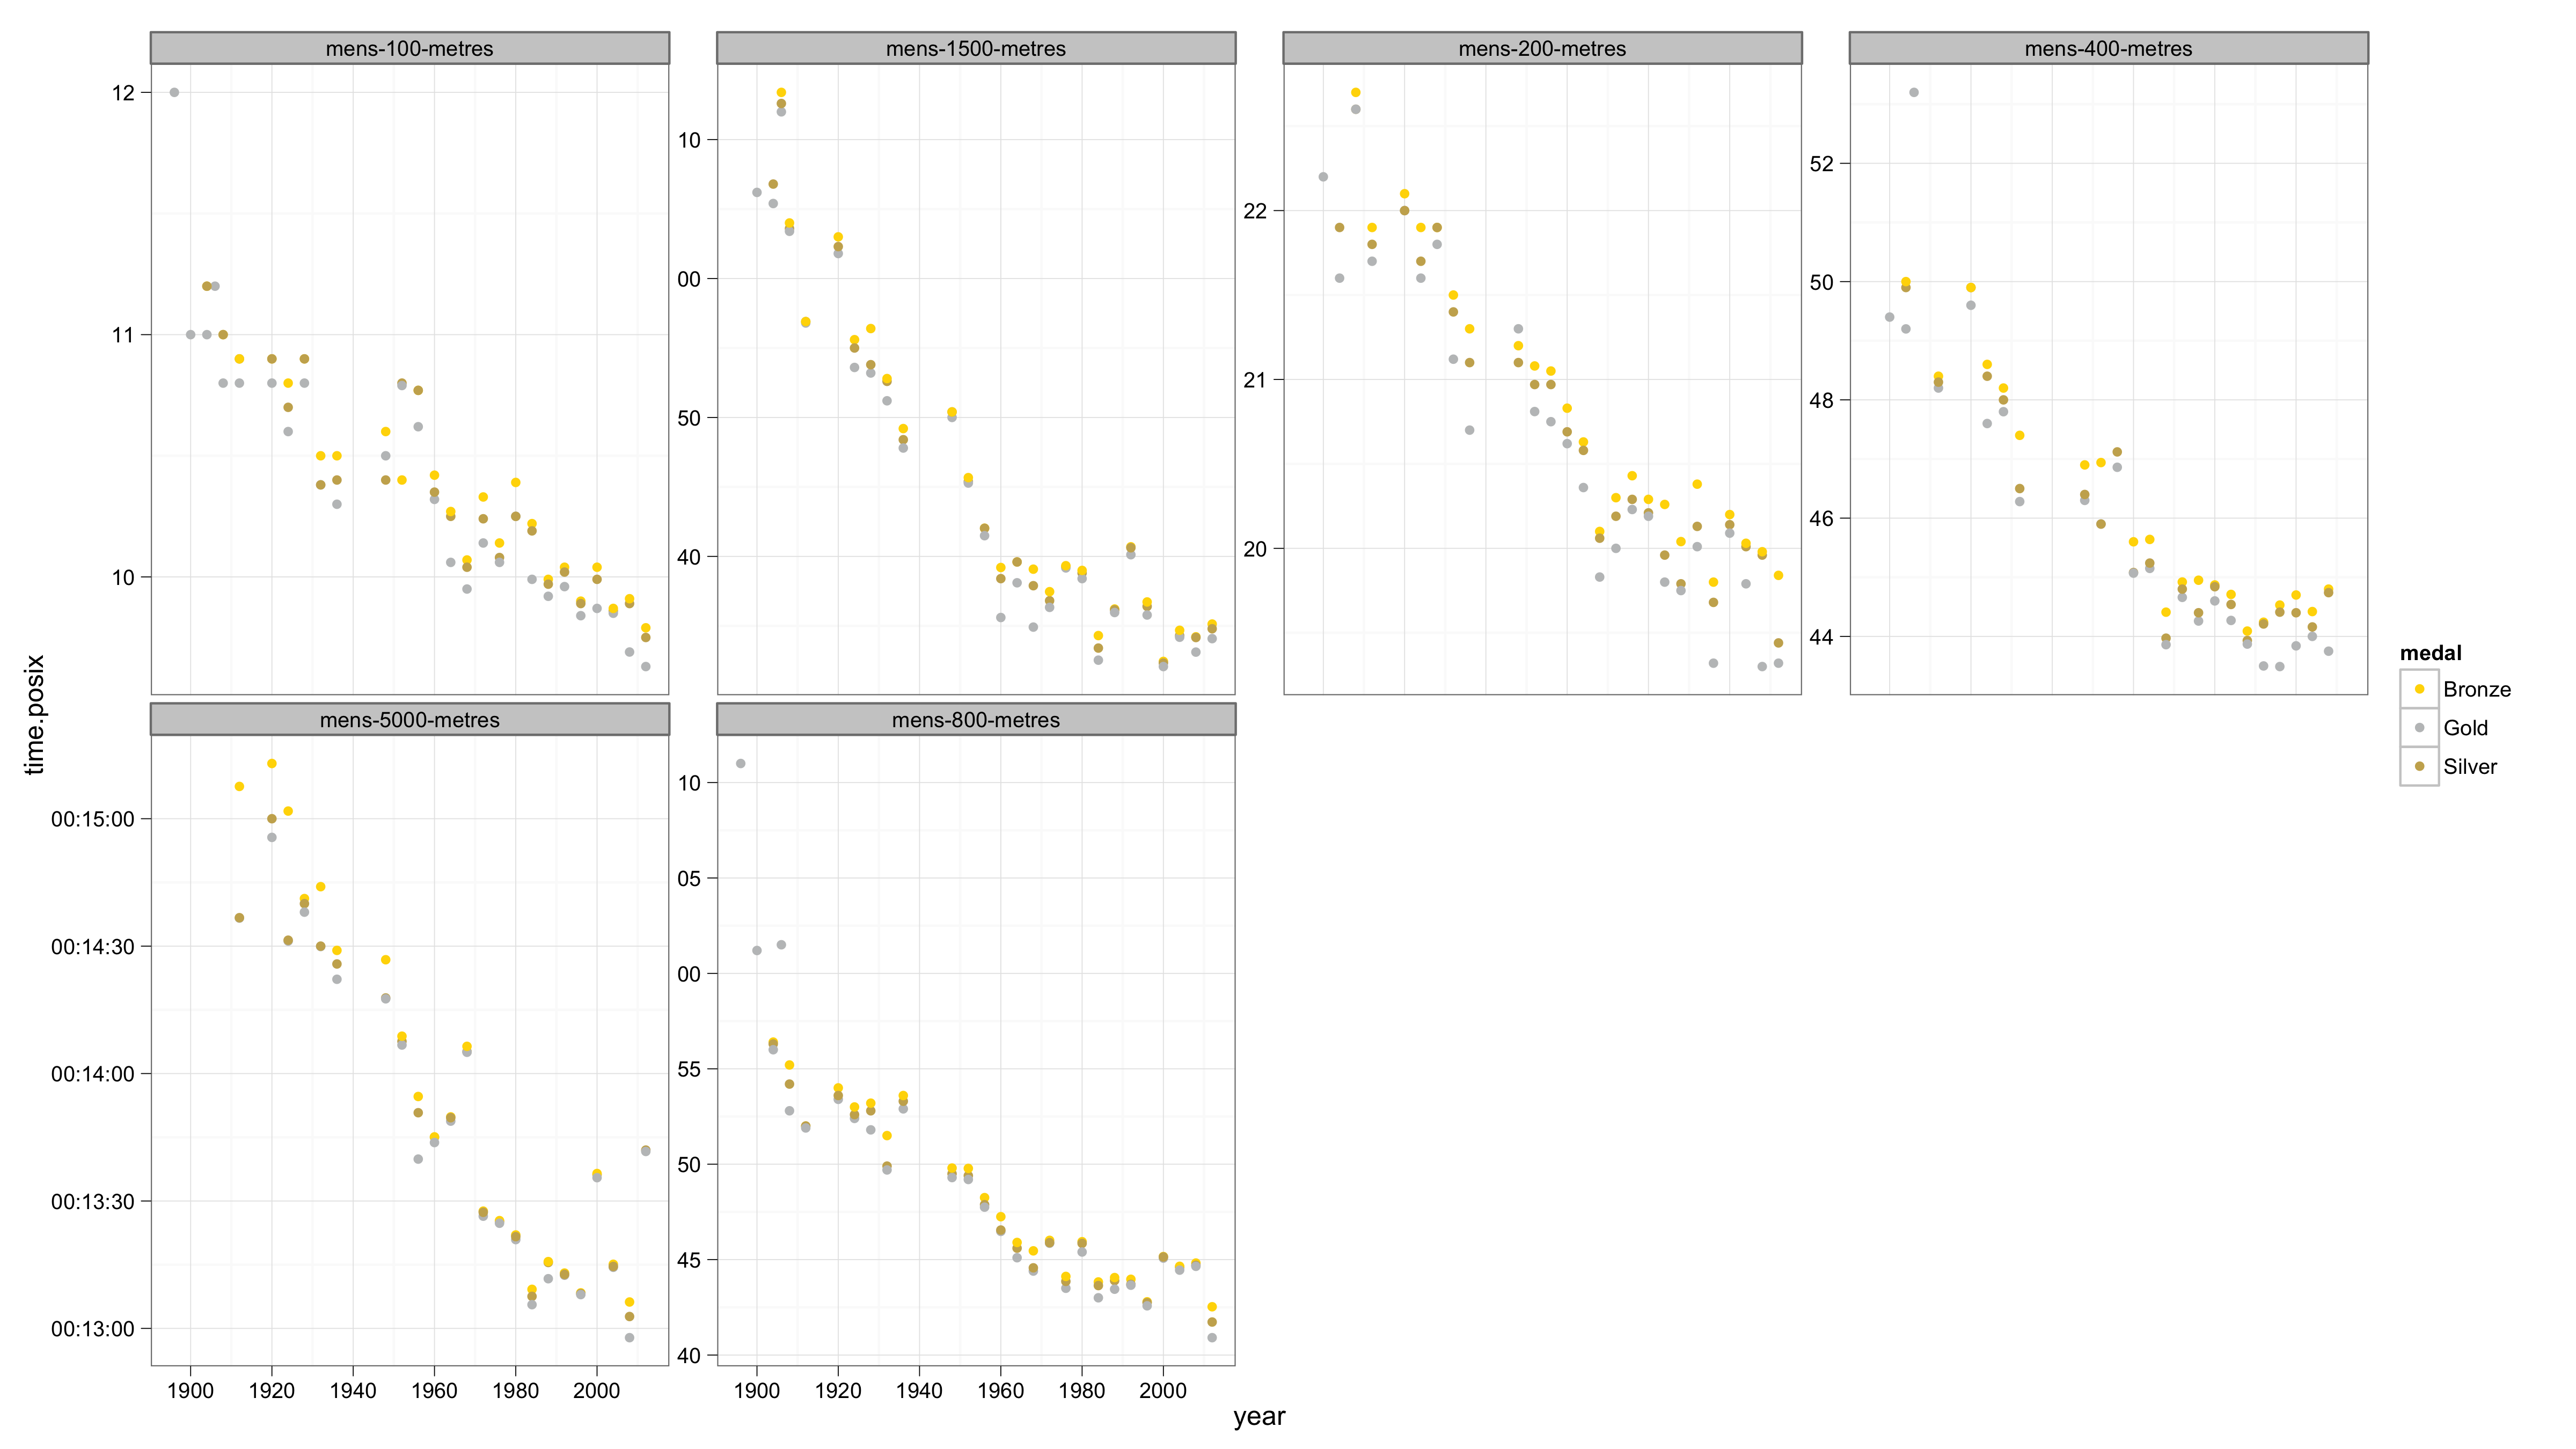 mens-100-metres
mens-1500-metres
mens-200-metres
mens-400-metres
12
11
10
10
00
50
40
22
21
20
52
50
48
46
44
time.posix
medal
Bronze
Gold
Silver
mens-5000-metres
mens-800-metres
00:15:00
00:14:30
00:14:00
00:13:30
00:13:00
10
05
00
55
50
45
40
1900 1920 1940 1960 1980 2000
1900 1920 1940 1960 1980 2000
year